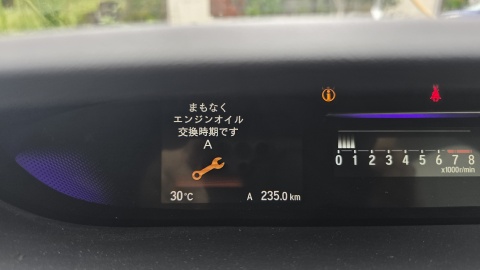 まもなく
エンジンオイル
交換時期です
A
30℃
A 235.0 km
0 1 2 3 4 5 6 7 8
x1000r/min